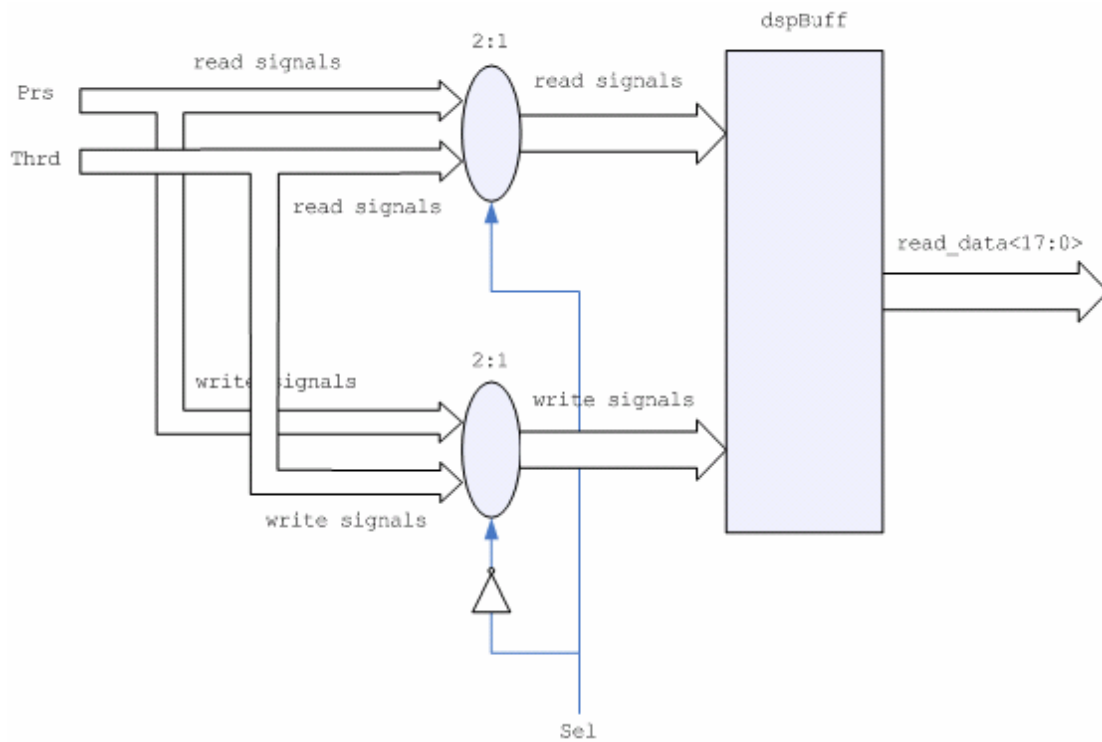 dspBuff
2:1
read signals
Prs
read signals
Thrd
read signals
read_data<17:0>
2:1
write signals
write signals
write signals
Sel